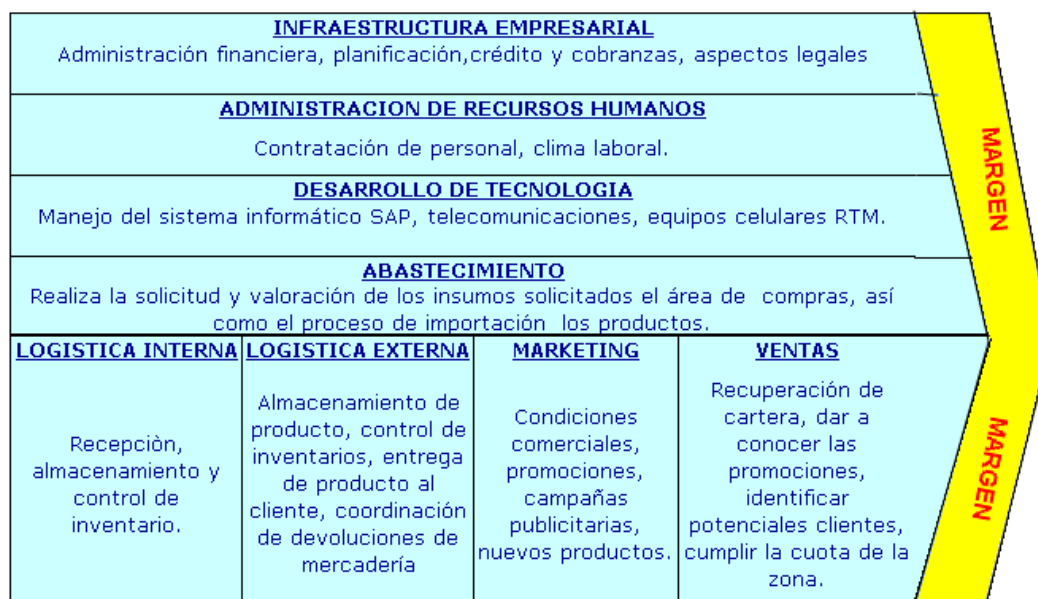 INFRAESTRUCTURA EMPRESARIAL
Administración financiera, planificación,crédito y cobranzas, aspectos legales
ADMINISTRACION DE RECURSOS HUMANOS
Contratación de personal, clima laboral.
DESARROLLO DE TECNOLOGIA
Manejo del sistema informático SAP, telecomunicaciones, equipos celulares RTM.
ABASTECIMIENTO
Realiza la solicitud y valoración de los insumos solicitados el área de  compras, así
como el proceso de importación  los productos.
MARGEN
LOGISTICA INTERNA
Recepciòn,
almacenamiento y
control de
inventario.
LOGISTICA EXTERNA
Almacenamiento de
producto, control de
inventarios, entrega
de producto al
cliente, coordinación
de devoluciones de
mercadería
MARKETING
Condiciones
comerciales,
promociones,
campañas
publicitarias,
nuevos productos.
VENTAS
Recuperación de
cartera, dar a
conocer las
promociones,
identificar
potenciales clientes,
cumplir la cuota de la
zona.
MARGEN